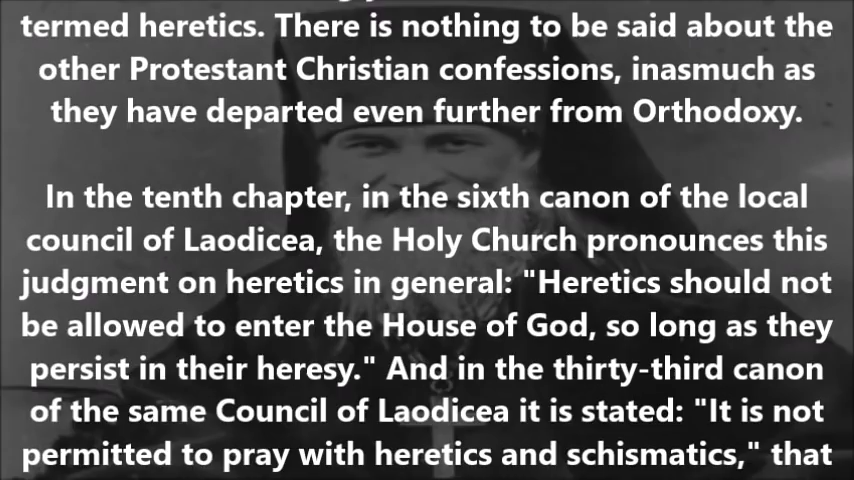 termed heretics. There is nothing to be said about the
other Protestant Christian confessions, inasmuch as
they have departed even further from Orthodoxy.
In the tenth chapter, in the sixth canon of the local
council of Laodicea, the Holy Church pronounces this
judgment on heretics in general: "Heretics should not
be allowed to enter the House of God, so long as they
persist in their heresy." And in the thirty-third canon
of the same Council of Laodicea it is stated: "It is not
permitted to pray with heretics and schismatics," that